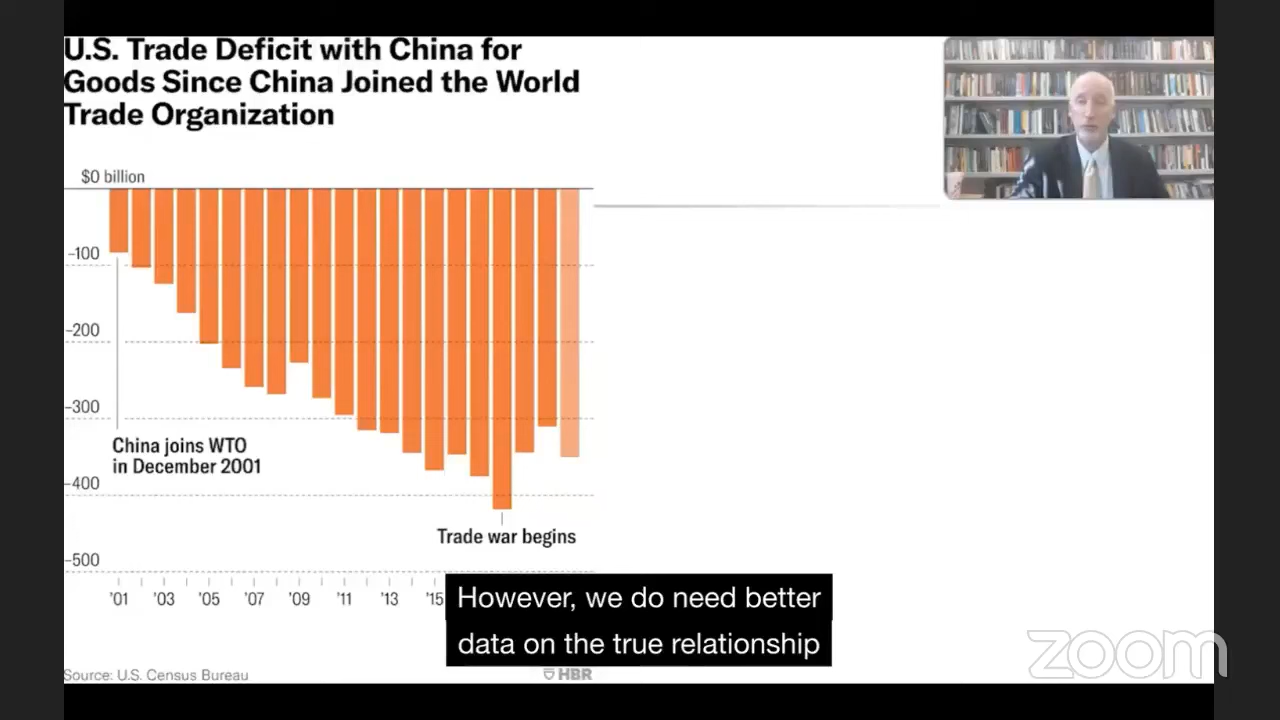 U.S. Trade Deficit with China for
Goods Since China Joined the World
Trade Organization
$0 billion
-100
-200
-300
China joins WTO
in December 2001
-400
Trade war begins
-500
'01 '03 '05 '07 '09 '11 '13 '15
However, we do need better
data on the true relationship
Source: U.S. Census Bureau
HBR
zoom